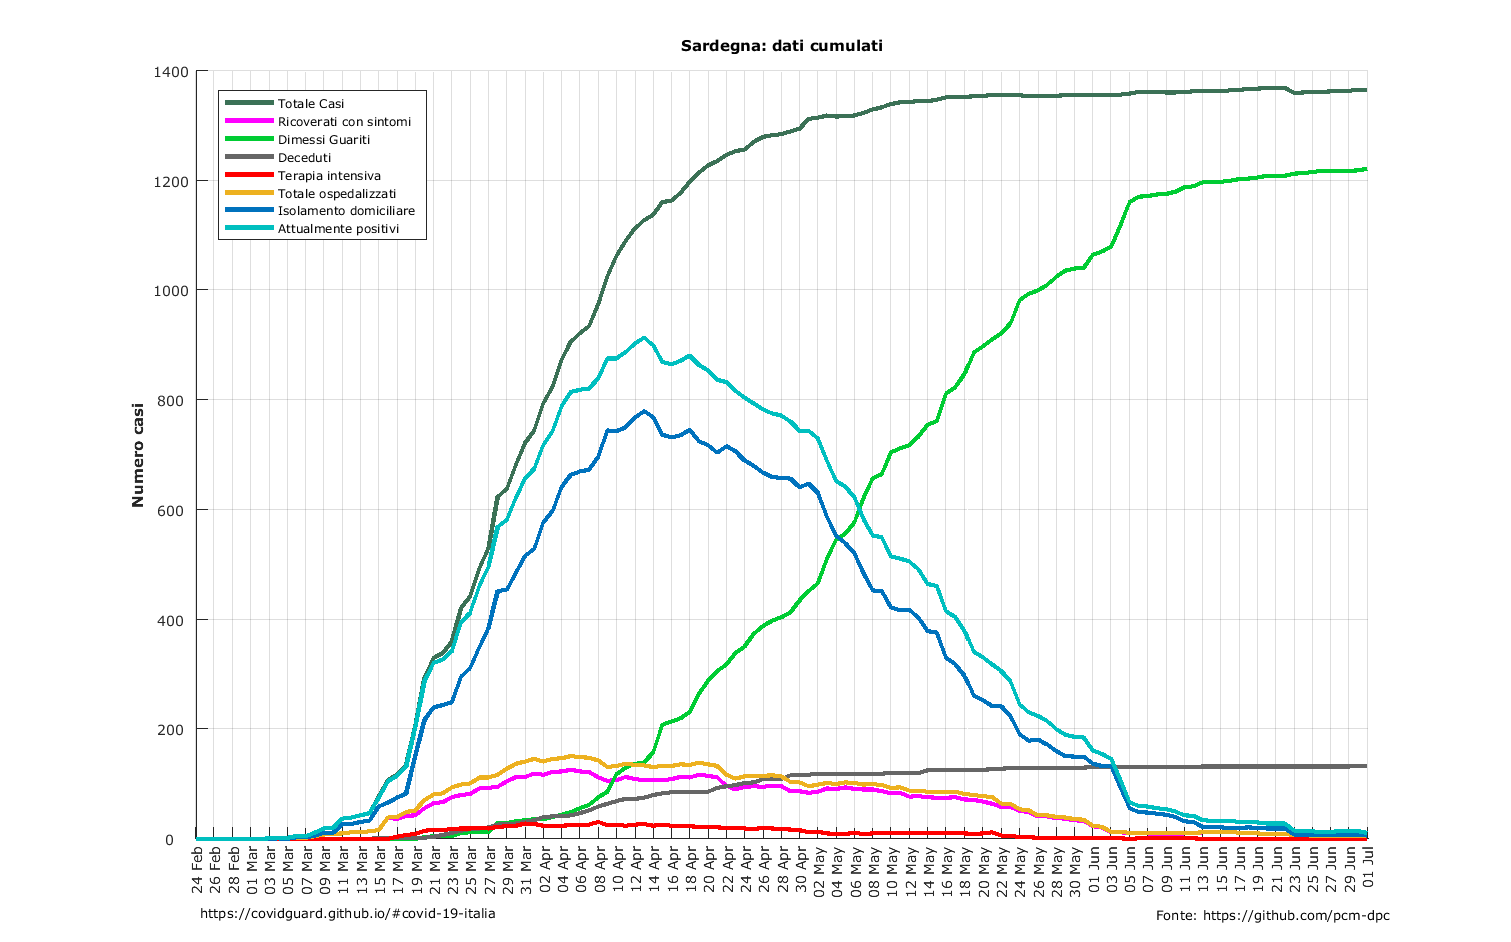 Sardegna: dati cumulati
1400
1200
1000
800
600
400
200
0
Numero casi
Totale Casi
Ricoverati con sintomi
Dimessi Guariti
Deceduti
Terapia intensiva
Totale ospedalizzati
Isolamento domiciliare
Attualmente positivi
24 Feb
26 Feb
28 Feb
01 Mar
03 Mar
05 Mar
07 Mar
09 Mar
11 Mar
13 Mar
15 Mar
17 Mar
19 Mar
21 Mar
23 Mar
25 Mar
27 Mar
29 Mar
31 Mar
02 Apr
04 Apr
06 Apr
08 Apr
10 Apr
12 Apr
14 Apr
16 Apr
18 Apr
20 Apr
22 Apr
24 Apr
26 Apr
28 Apr
30 Apr
02 May
04 May
06 May
08 May
10 May
12 May
14 May
16 May
18 May
20 May
22 May
24 May
26 May
28 May
30 May
01 Jun
03 Jun
05 Jun
07 Jun
09 Jun
11 Jun
13 Jun
15 Jun
17 Jun
19 Jun
21 Jun
23 Jun
25 Jun
27 Jun
29 Jun
01 Jul
https://covidguard.github.io/#covid-19-italia
Fonte: https://github.com/pcm-dpc